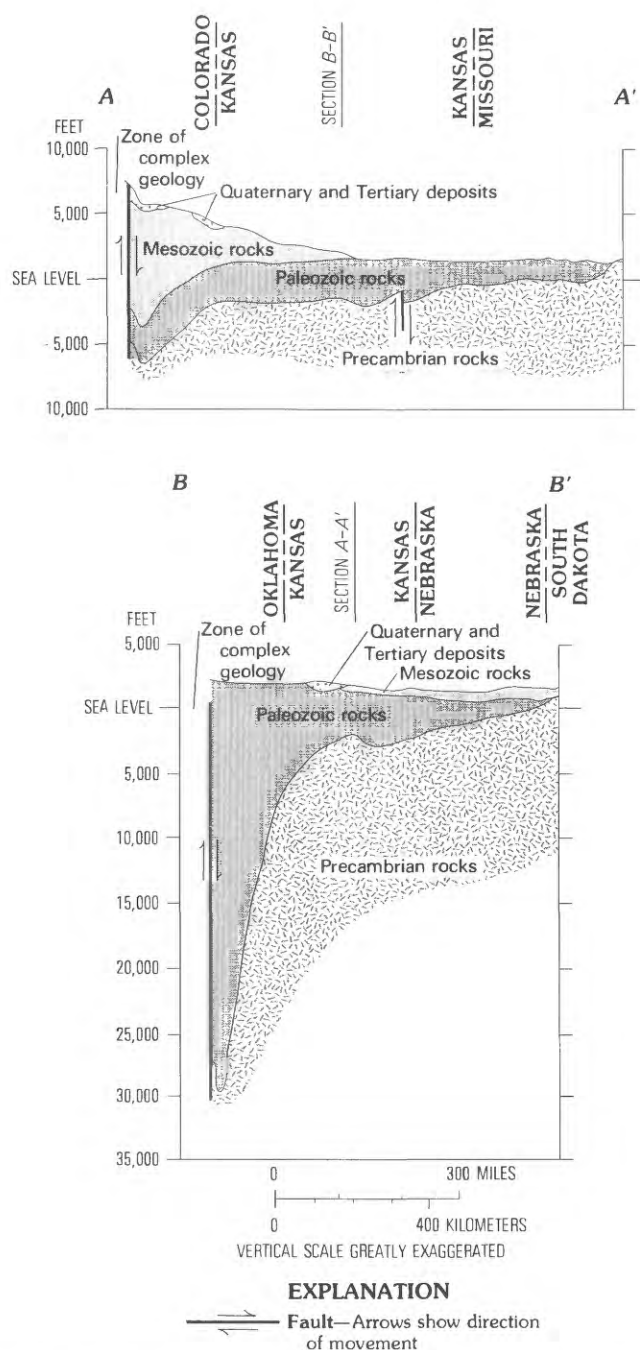 COLORADO
KANSAS
SECTION B–B'
KANSAS
MISSOURI
A
A'
FEET
10,000
Zone of
complex
geology
Quaternary and Tertiary deposits
5,000
Mesozoic rocks
SEA LEVEL
Paleozoic rocks
5,000
Precambrian rocks
10,000
B
B'
OKLAHOMA
KANSAS
SECTION A–A'
KANSAS
NEBRASKA
NEBRASKA
SOUTH
DAKOTA
FEET
5,000
Zone of
complex
geology
Quaternary and
Tertiary deposits
Mesozoic rocks
SEA LEVEL
Paleozoic rocks
5,000
10,000
Precambrian rocks
15,000
20,000
25,000
30,000
35,000
0 300 MILES
0 400 KILOMETERS
VERTICAL SCALE GREATLY EXAGGERATED
EXPLANATION
Fault—Arrows show direction
of movement